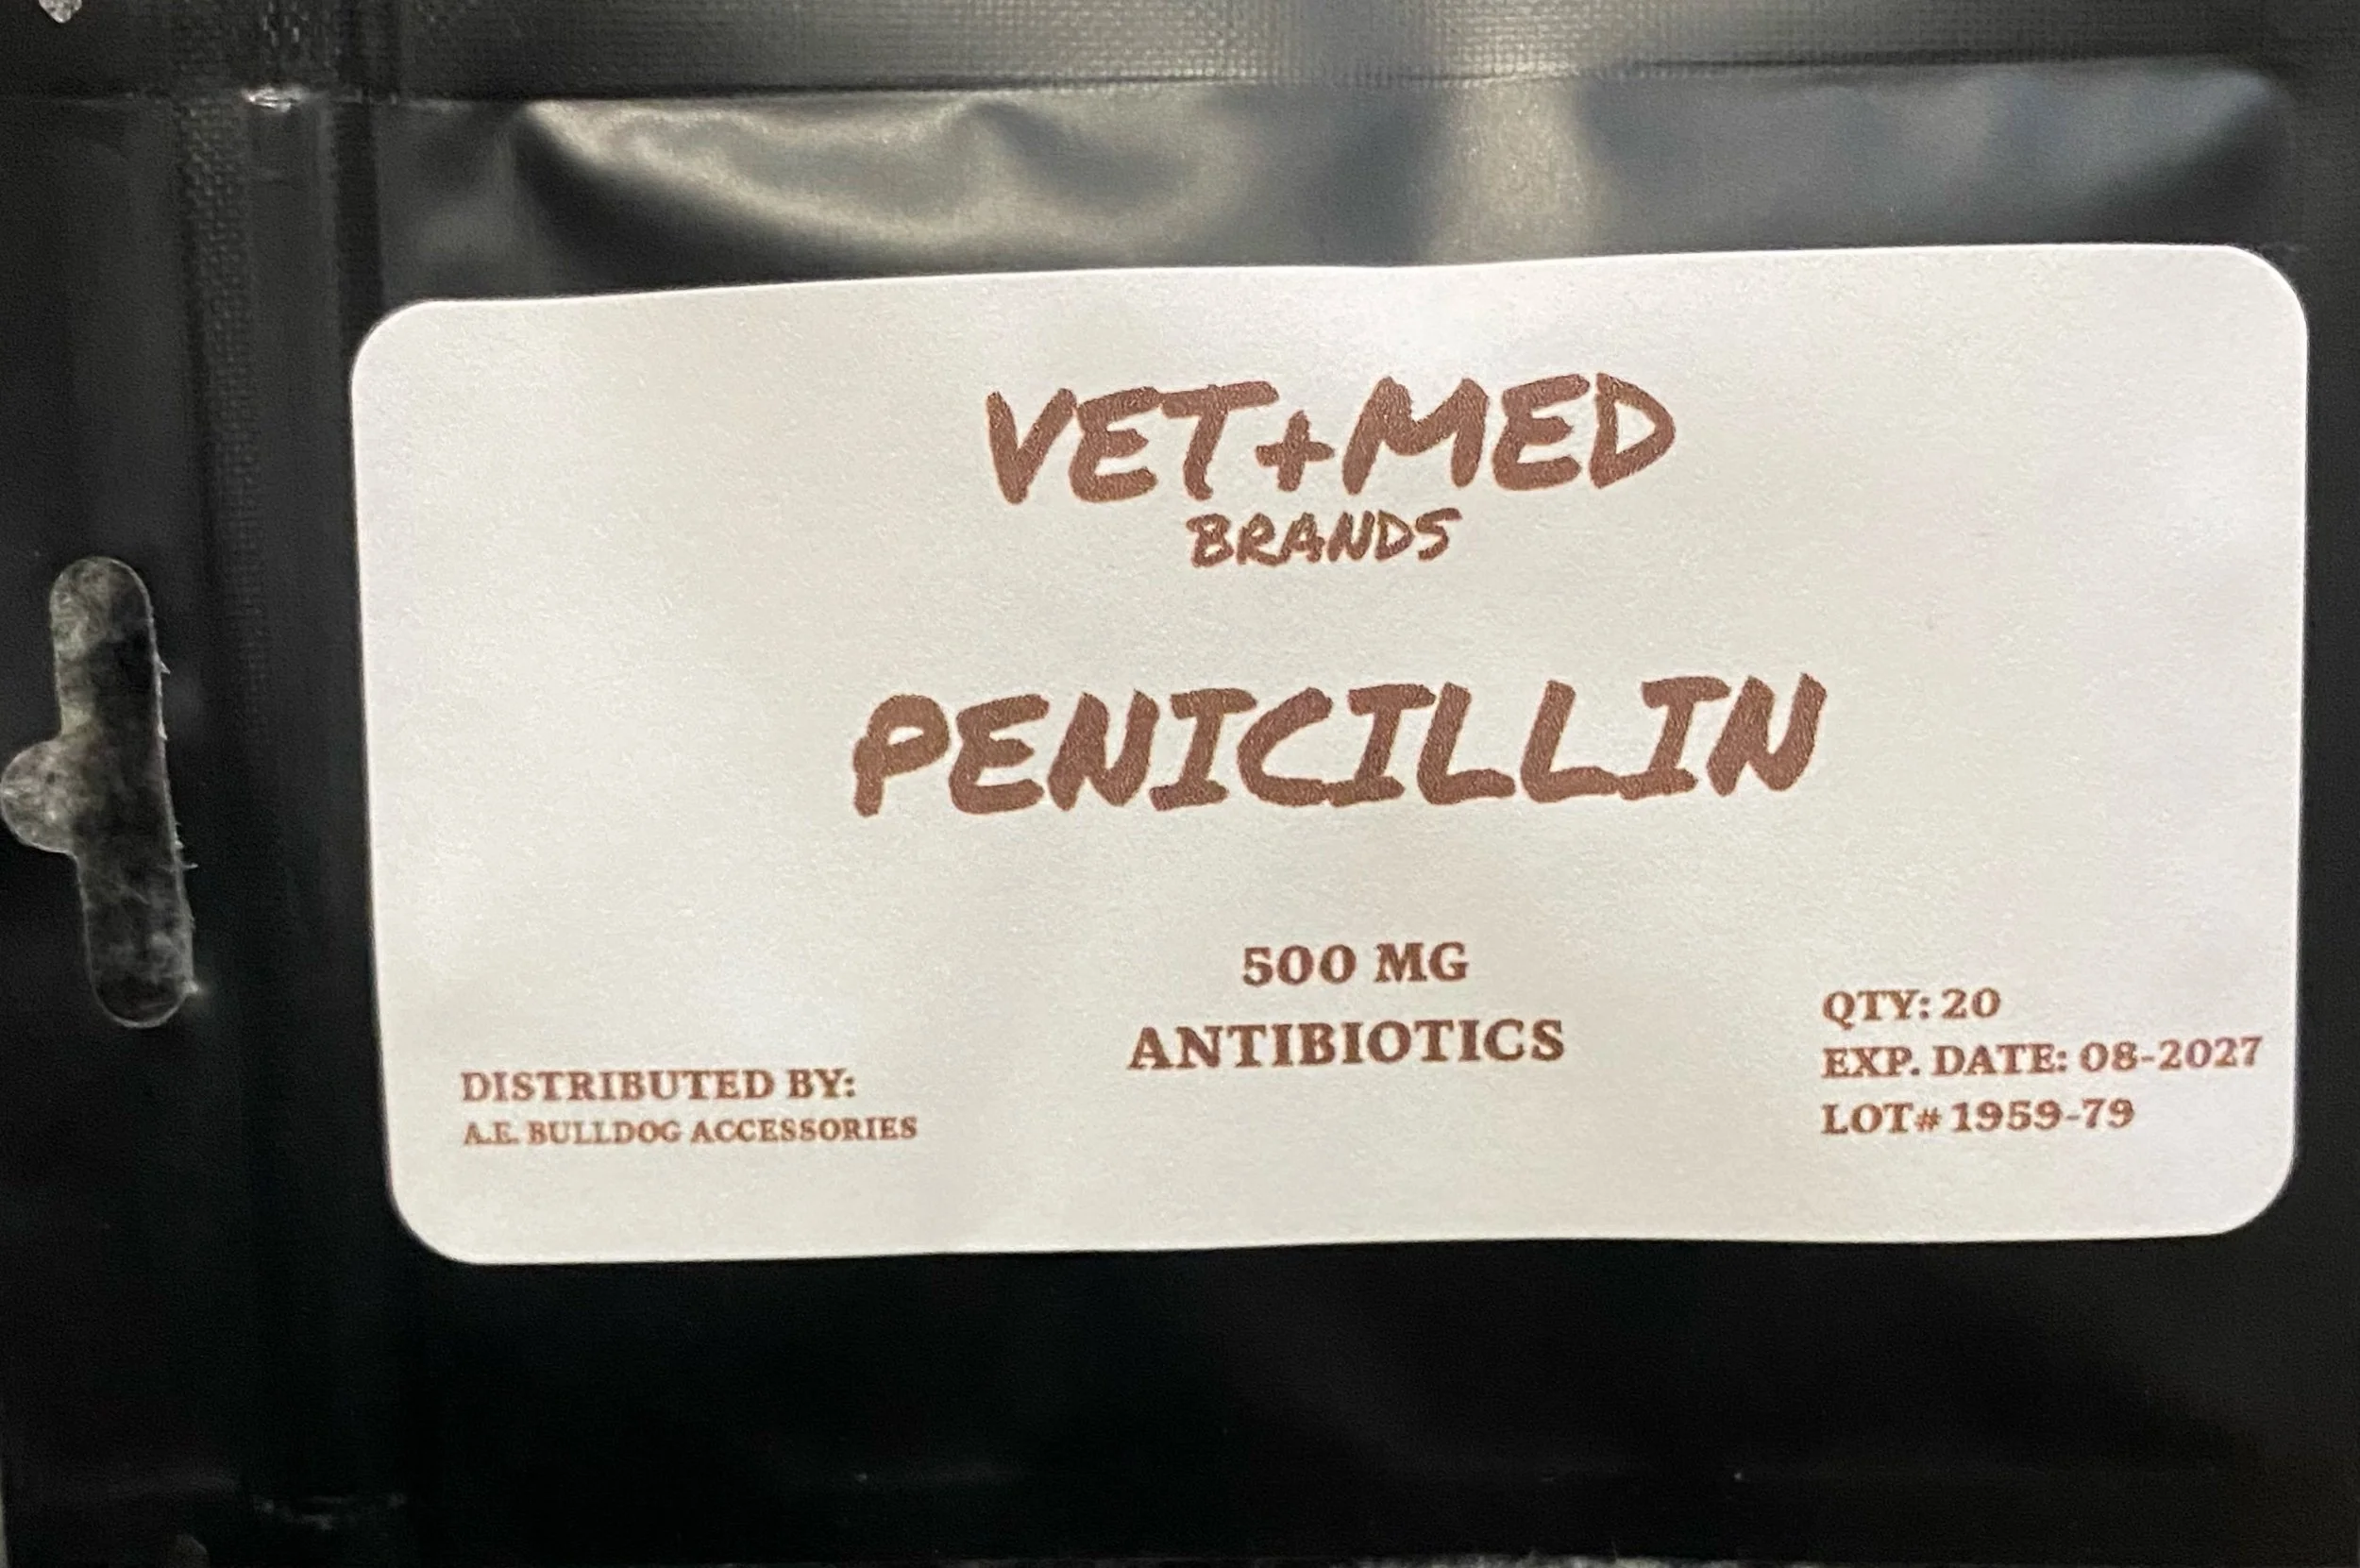 VET+MED
BRANDS
PENICILLIN
500 MG
ANTIBIOTICS
DISTRIBUTED BY:
A.E. BULLDOG ACCESSORIES
QTY: 20
EXP. DATE: 08-2027
LOT# 1959-79